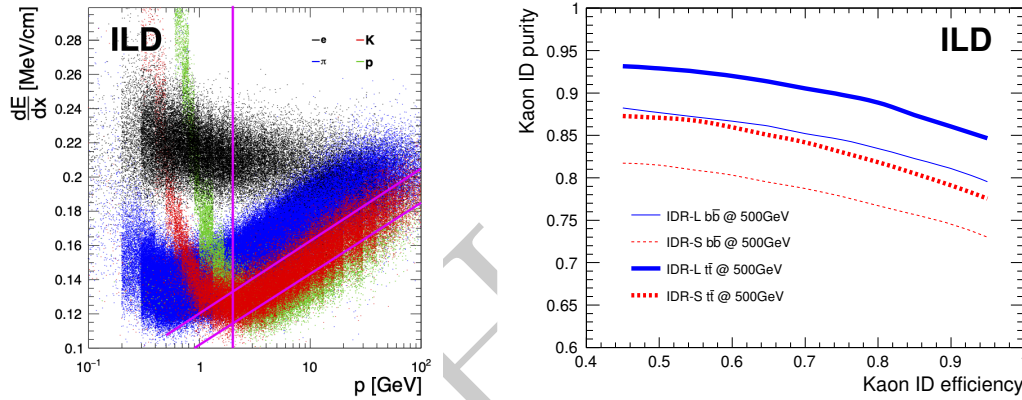 ILD
e
K
π
p
dE
dx
[MeV/cm]
0.28
0.26
0.24
0.22
0.2
0.18
0.16
0.14
0.12
0.1
10⁻¹
1
10
10²
p [GeV]
ILD
Kaon ID purity
1
0.95
0.9
0.85
0.8
0.75
0.7
0.65
0.6
IDR-L bb̄ @ 500GeV
IDR-S bb̄ @ 500GeV
IDR-L tt̄ @ 500GeV
IDR-S tt̄ @ 500GeV
0.4
0.5
0.6
0.7
0.8
0.9
1
Kaon ID efficiency